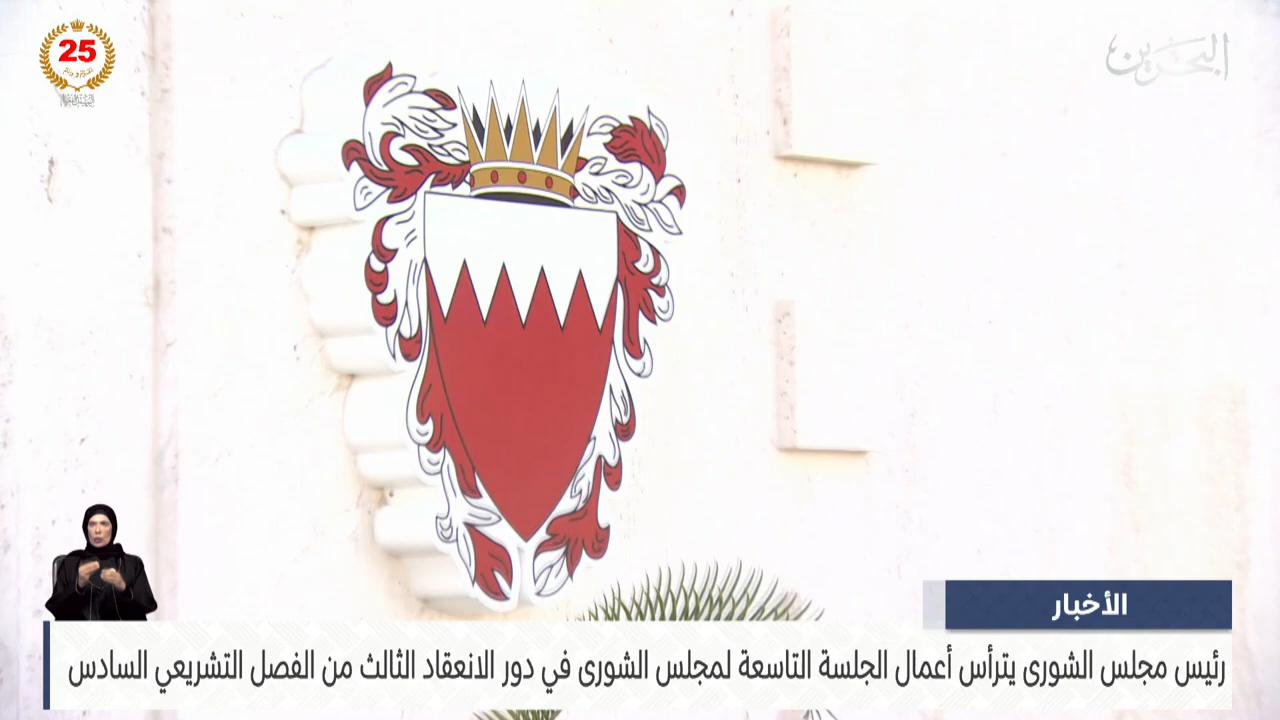 25
البحرين
الأخبار
رئيس مجلس الشورى يترأس أعمال الجلسة التاسعة لمجلس الشورى في دور الانعقاد الثالث من الفصل التشريعي السادس